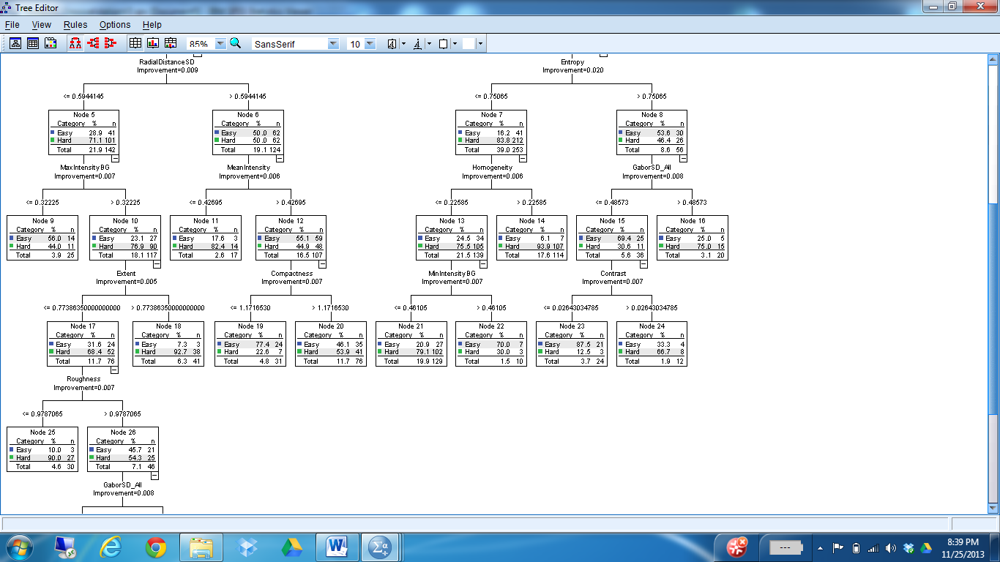 Tree Editor
File View Rules Options Help
85% SansSerif 10 A A
RadialDistanceSD
Improvement=0.009
Entropy
Improvement=0.020
<= 0.5944145 > 0.5944145 <= 0.75065 > 0.75065
Node 5
Category % n
Easy 28.9 41
Hard 71.1 101
Total 21.9 142
Node 6
Category % n
Easy 50.0 62
Hard 50.0 62
Total 19.1 124
Node 7
Category % n
Easy 16.2 41
Hard 83.8 212
Total 39.0 253
Node 8
Category % n
Easy 53.6 30
Hard 46.4 26
Total 8.6 56
MaxIntensityBG
Improvement=0.007
MeanIntensity
Improvement=0.006
Homogeneity
Improvement=0.006
GaborSD_All
Improvement=0.008
<= 0.32225 > 0.32225 <= 0.42695 > 0.42695 <= 0.22585 > 0.22585 <= 0.48573 > 0.48573
Node 9
Category % n
Easy 56.0 14
Hard 44.0 11
Total 3.9 25
Node 10
Category % n
Easy 23.1 27
Hard 76.9 90
Total 18.1 117
Node 11
Category % n
Easy 17.6 3
Hard 82.4 14
Total 2.6 17
Node 12
Category % n
Easy 55.1 59
Hard 44.9 48
Total 16.5 107
Node 13
Category % n
Easy 24.5 34
Hard 75.5 105
Total 21.5 139
Node 14
Category % n
Easy 6.1 7
Hard 93.9 107
Total 17.6 114
Node 15
Category % n
Easy 69.4 25
Hard 30.6 11
Total 5.6 36
Node 16
Category % n
Easy 25.0 5
Hard 75.0 15
Total 3.1 20
Extent
Improvement=0.005
Compactness
Improvement=0.007
MinIntensityBG
Improvement=0.007
Contrast
Improvement=0.007
<= 0.77386350000000000 > 0.77386350000000000 <= 1.1716530 > 1.1716530 <= 0.46105 > 0.46105 <= 0.02643034785 > 0.02643034785
Node 17
Category % n
Easy 31.6 24
Hard 68.4 52
Total 11.7 76
Node 18
Category % n
Easy 7.3 3
Hard 92.7 38
Total 6.3 41
Node 19
Category % n
Easy 77.4 24
Hard 22.6 7
Total 4.8 31
Node 20
Category % n
Easy 46.1 35
Hard 53.9 41
Total 11.7 76
Node 21
Category % n
Easy 20.9 27
Hard 79.1 102
Total 19.9 129
Node 22
Category % n
Easy 70.0 7
Hard 30.0 3
Total 1.5 10
Node 23
Category % n
Easy 87.5 21
Hard 12.5 3
Total 3.7 24
Node 24
Category % n
Easy 33.3 4
Hard 66.7 8
Total 1.9 12
Roughness
Improvement=0.007
<= 0.9787065 > 0.9787065
Node 25
Category % n
Easy 10.0 3
Hard 90.0 27
Total 4.6 30
Node 26
Category % n
Easy 45.7 21
Hard 54.3 25
Total 7.1 46
GaborSD_All
Improvement=0.008
8:39 PM
11/25/2013